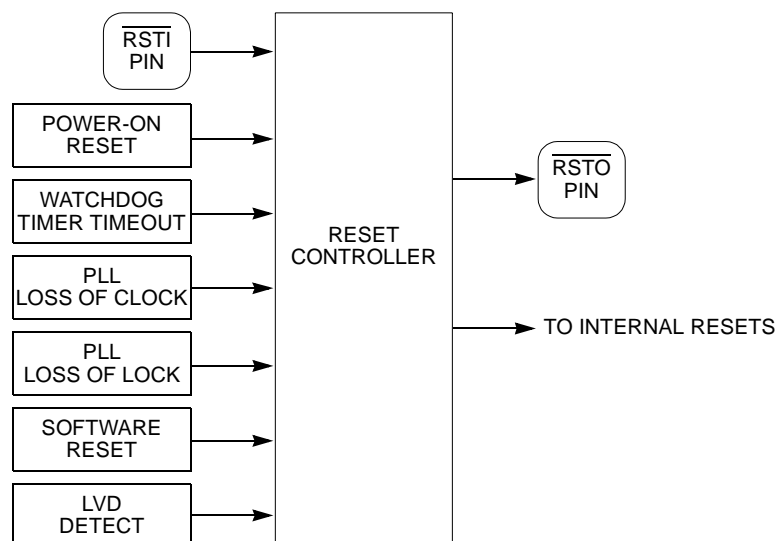 RSTI
PIN
POWER-ON
RESET
WATCHDOG
TIMER TIMEOUT
PLL
LOSS OF CLOCK
PLL
LOSS OF LOCK
SOFTWARE
RESET
LVD
DETECT
RESET
CONTROLLER
RSTO
PIN
TO INTERNAL RESETS